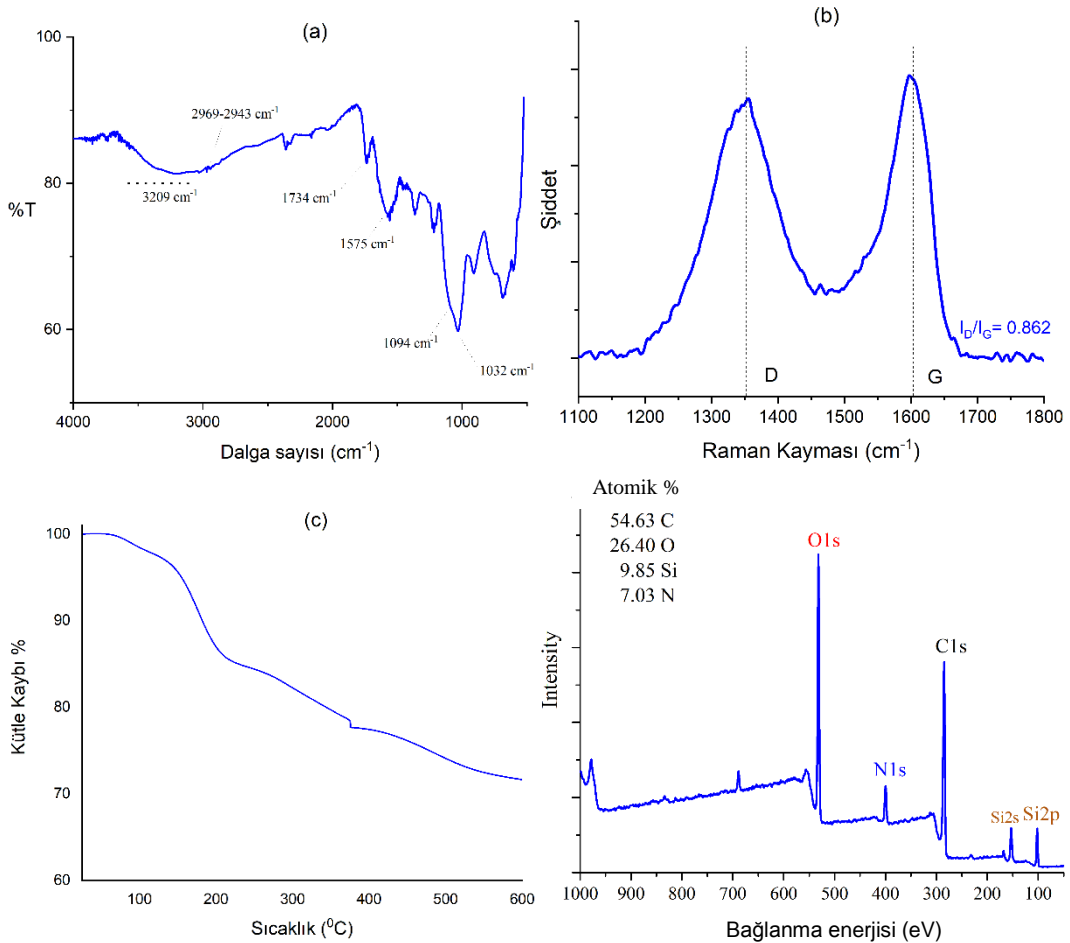 (a)
100
80
60
%T
2969-2943 cm⁻¹
3209 cm⁻¹
1734 cm⁻¹
1575 cm⁻¹
1094 cm⁻¹
1032 cm⁻¹
4000 3000 2000 1000
Dalga sayısı (cm⁻¹)
(b)
Şiddet
I_D/I_G= 0.862
D
G
1100 1200 1300 1400 1500 1600 1700 1800
Raman Kayması (cm⁻¹)
(c)
100
90
80
70
60
Kütle Kaybı %
100 200 300 400 500 600
Sıcaklık (⁰C)
Atomik %
54.63 C
26.40 O
9.85 Si
7.03 N
O1s
C1s
N1s
Si2s
Si2p
Intensity
1000 900 800 700 600 500 400 300 200 100
Bağlanma enerjisi (eV)